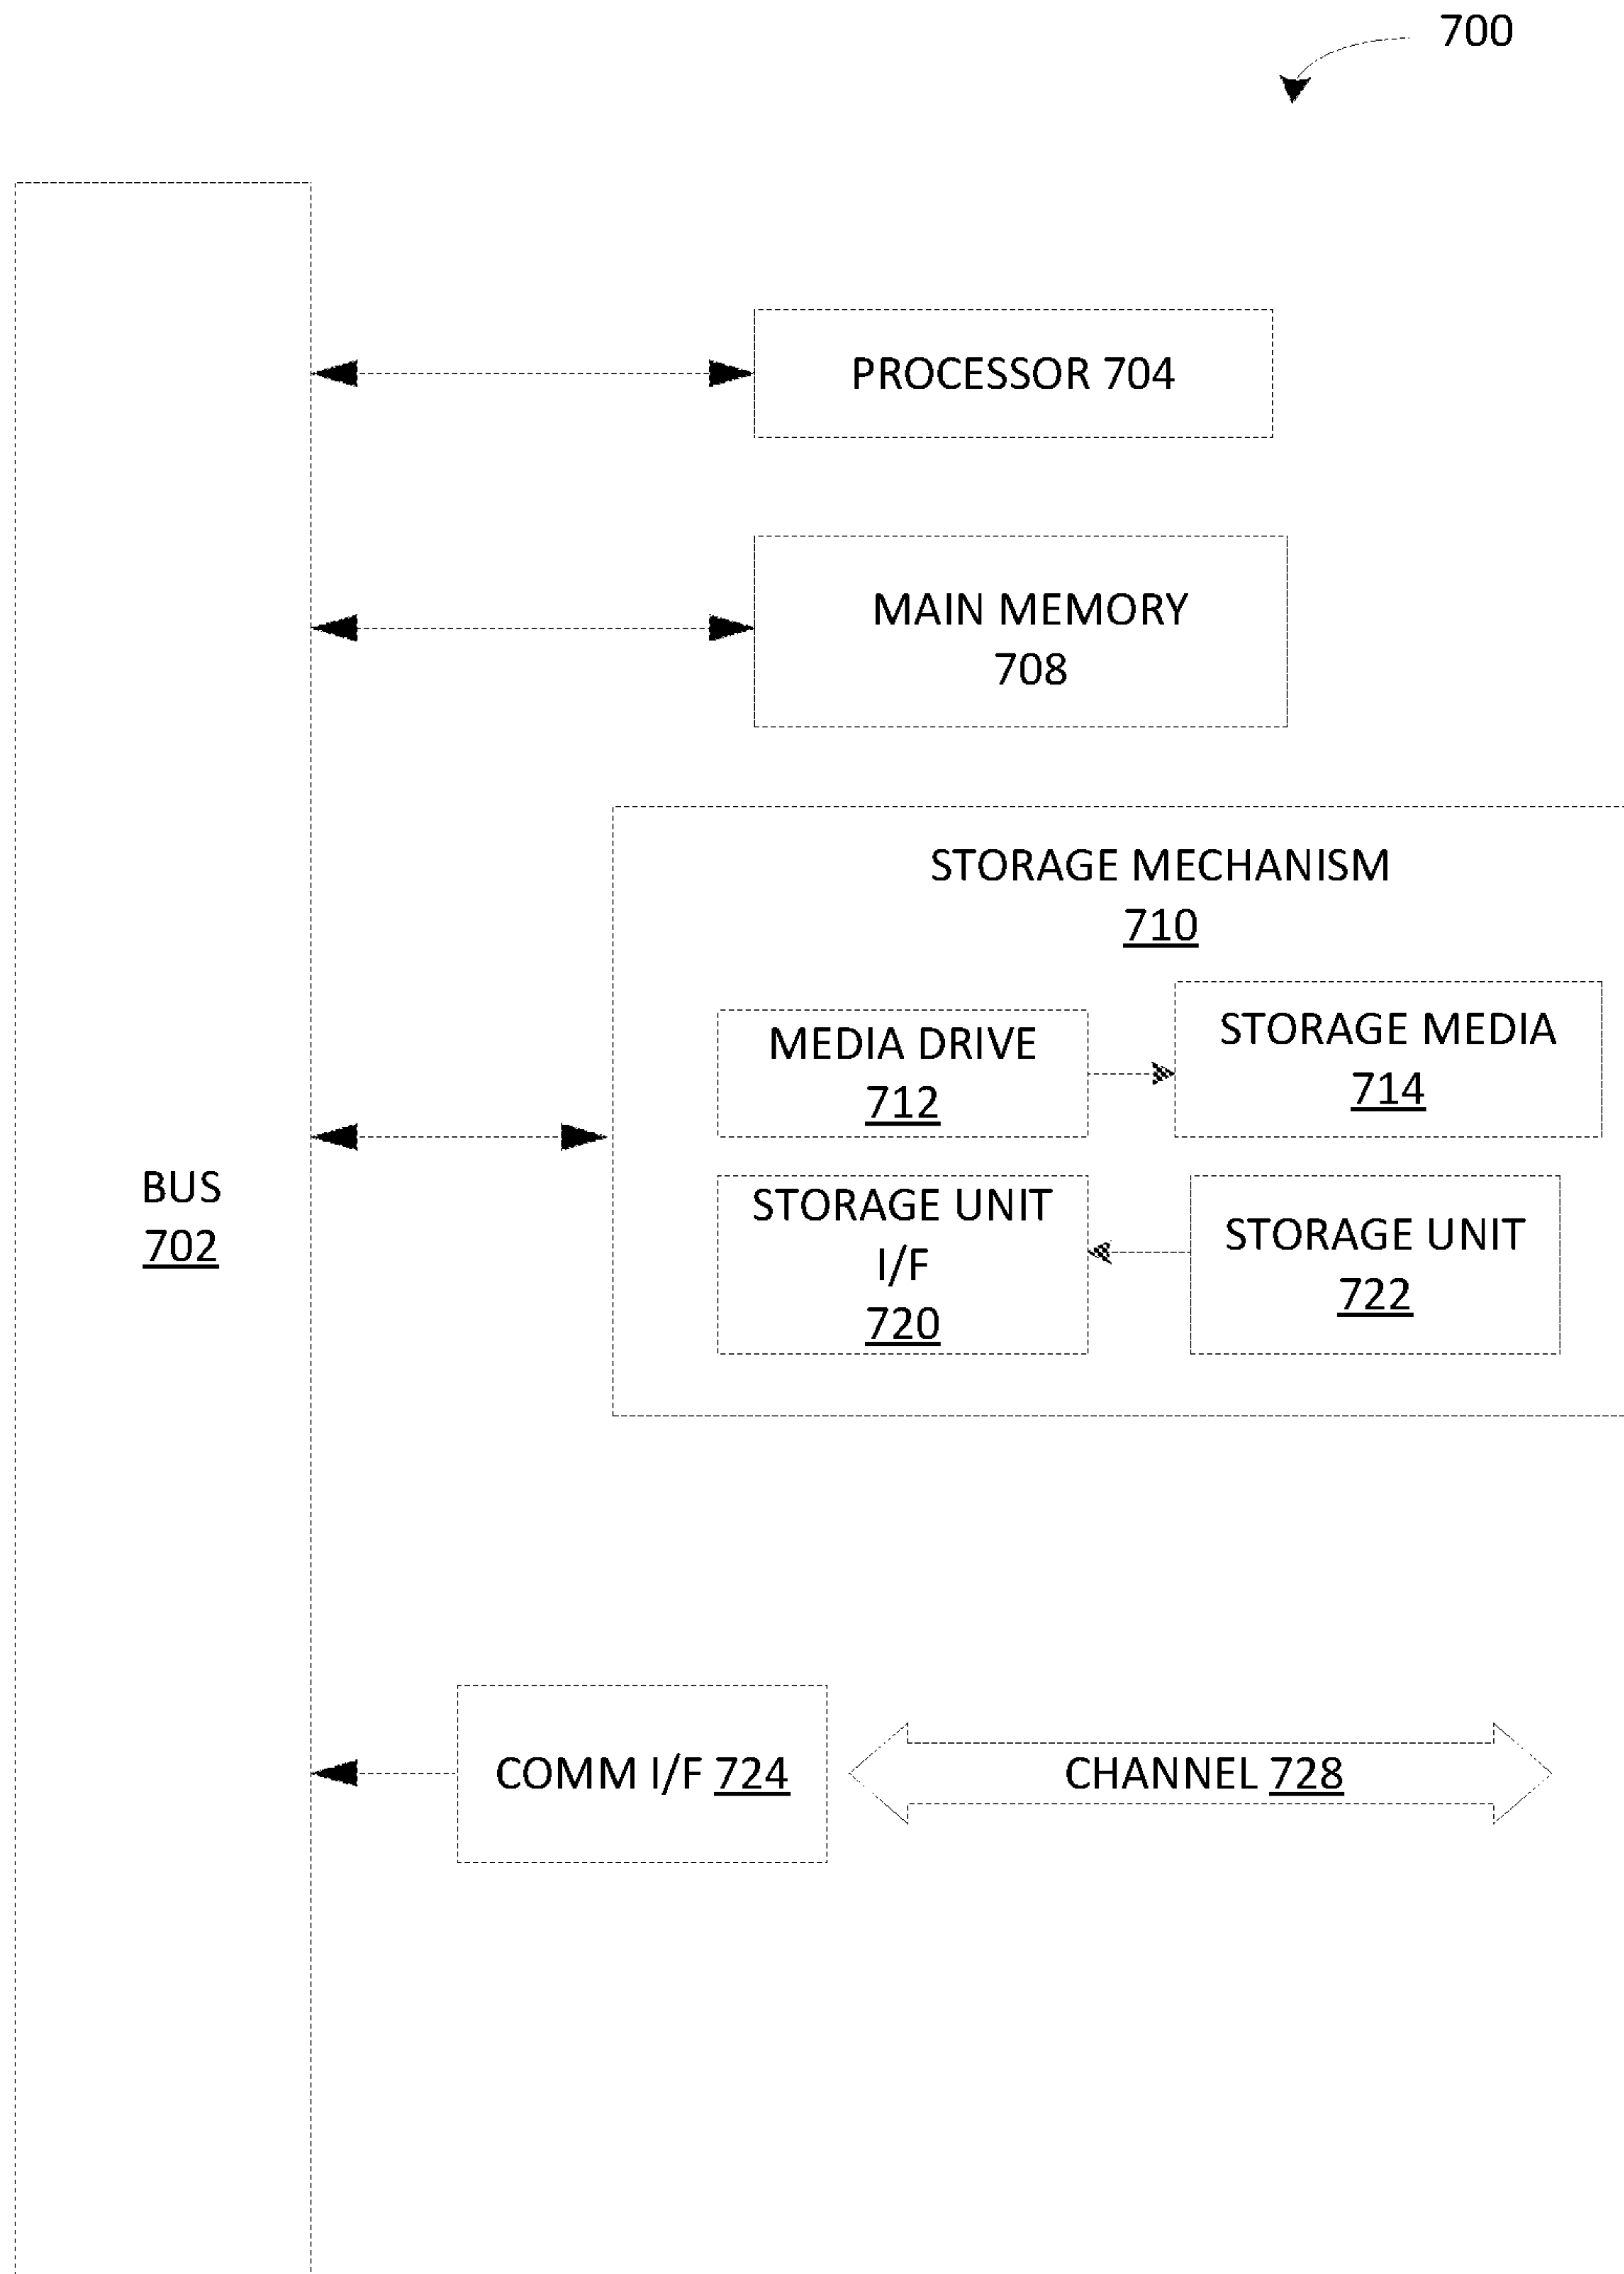 700
PROCESSOR 704
MAIN MEMORY
708
STORAGE MECHANISM
710
MEDIA DRIVE
712
STORAGE MEDIA
714
BUS
702
STORAGE UNIT
I/F
720
STORAGE UNIT
722
COMM I/F 724
CHANNEL 728